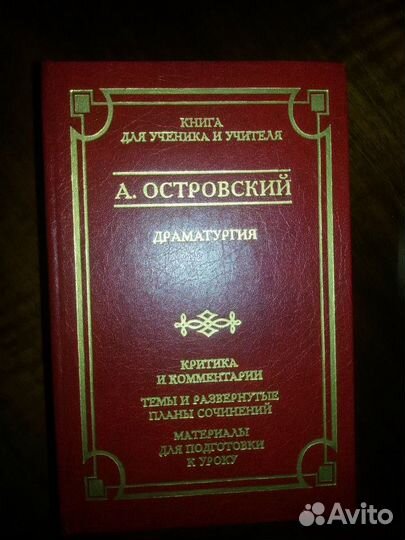 КНИГА
ДЛЯ УЧЕНИКА И УЧИТЕЛЯ
А. ОСТРОВСКИЙ
ДРАМАТУРГИЯ
КРИТИКА
И КОММЕНТАРИИ
ТЕМЫ И РАЗВЕРНУТЫЕ
ПЛАНЫ СОЧИНЕНИЙ
МАТЕРИАЛЫ
ДЛЯ ПОДГОТОВКИ
К УРОКУ
Avito